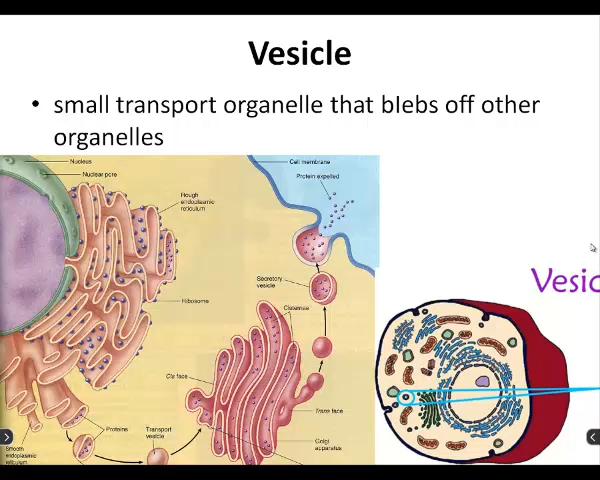 Vesicle
• small transport organelle that blebs off other
organelles
Nucleus
Nuclear pore
Rough
endoplasmic
reticulum
Ribosome
Cell membrane
Protein expelled
Secretory
vesicle
Cisternae
Cis face
Trans face
Golgi
apparatus
Proteins
Transport
vesicle
Smooth
endoplasmic
reticulum
Vesic